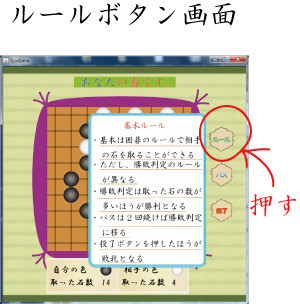 ルールボタン画面
あなたの番です
基本ルール
・基本は囲碁のルールで相手
の石を取ることができる
・ただし、勝敗判定のルール
が異なる
・勝敗判定は取った石の数が
多いほうが勝利となる
・パスは2回続けば勝敗判定
に移る
・投了ボタンを押したほうが
敗北となる
ルール
パス
投了
押す
自分の色
取った石数 14
相手の色
取った石数 4